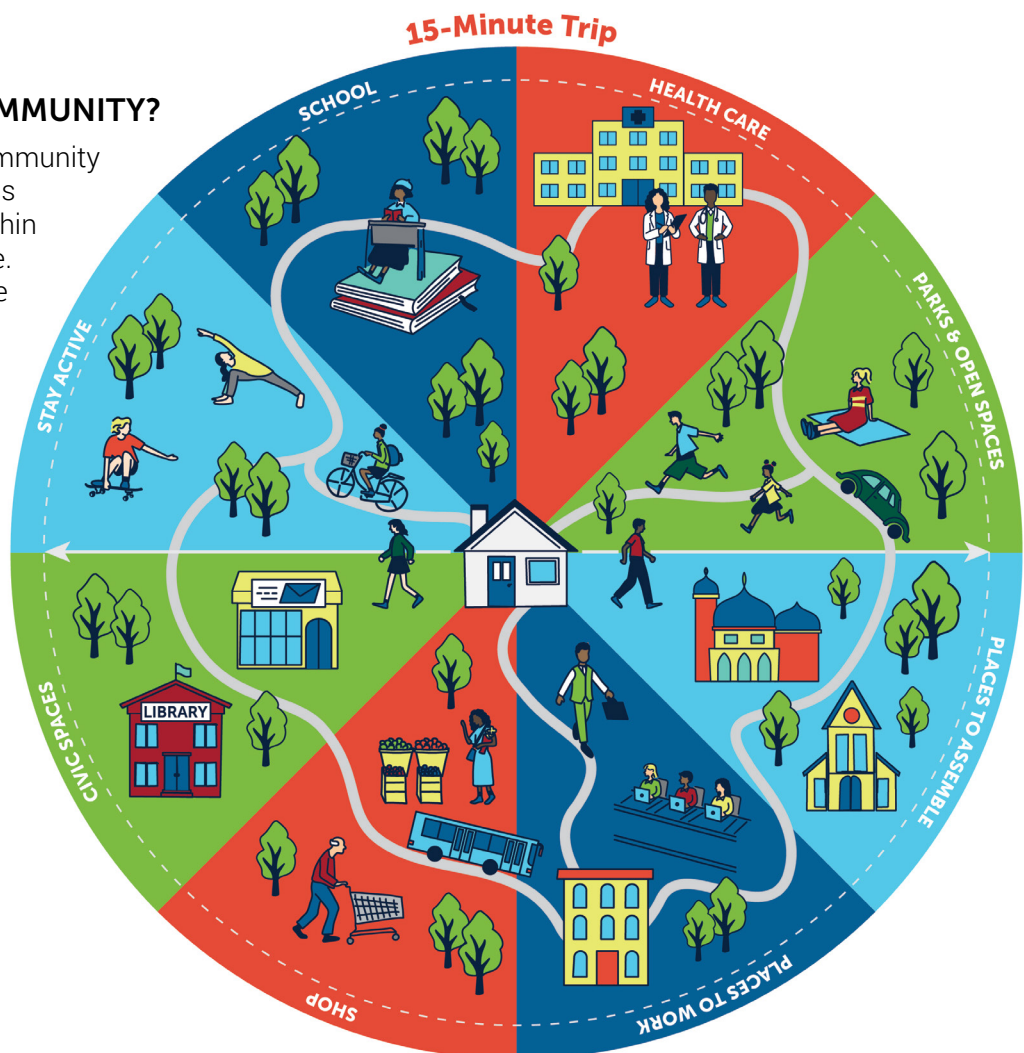 15-Minute Trip
MMUNITY?
mmunity
s
thin
e.
e
SCHOOL
HEALTH CARE
STAY ACTIVE
PARKS & OPEN SPACES
CIVIC SPACES
LIBRARY
PLACES TO ASSEMBLE
SHOP
PLACES TO WORK